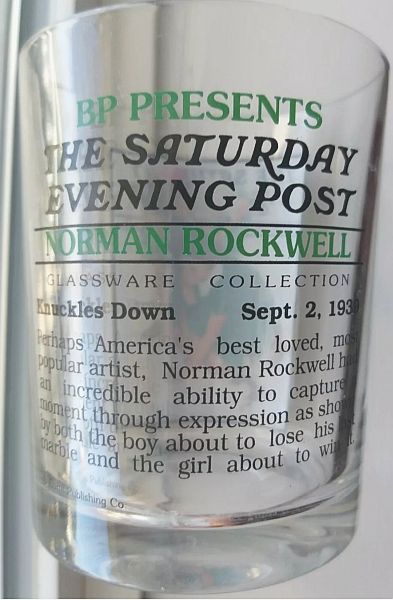 BP PRESENTS
THE SATURDAY
EVENING POST
NORMAN ROCKWELL
GLASSWARE COLLECTION
Knuckles Down Sept. 2, 1939
Perhaps America's best loved, most
popular artist, Norman Rockwell had
an incredible ability to capture
moment through expression as shown
by both the boy about to lose his last
marble and the girl about to win it.
Publishing Co.